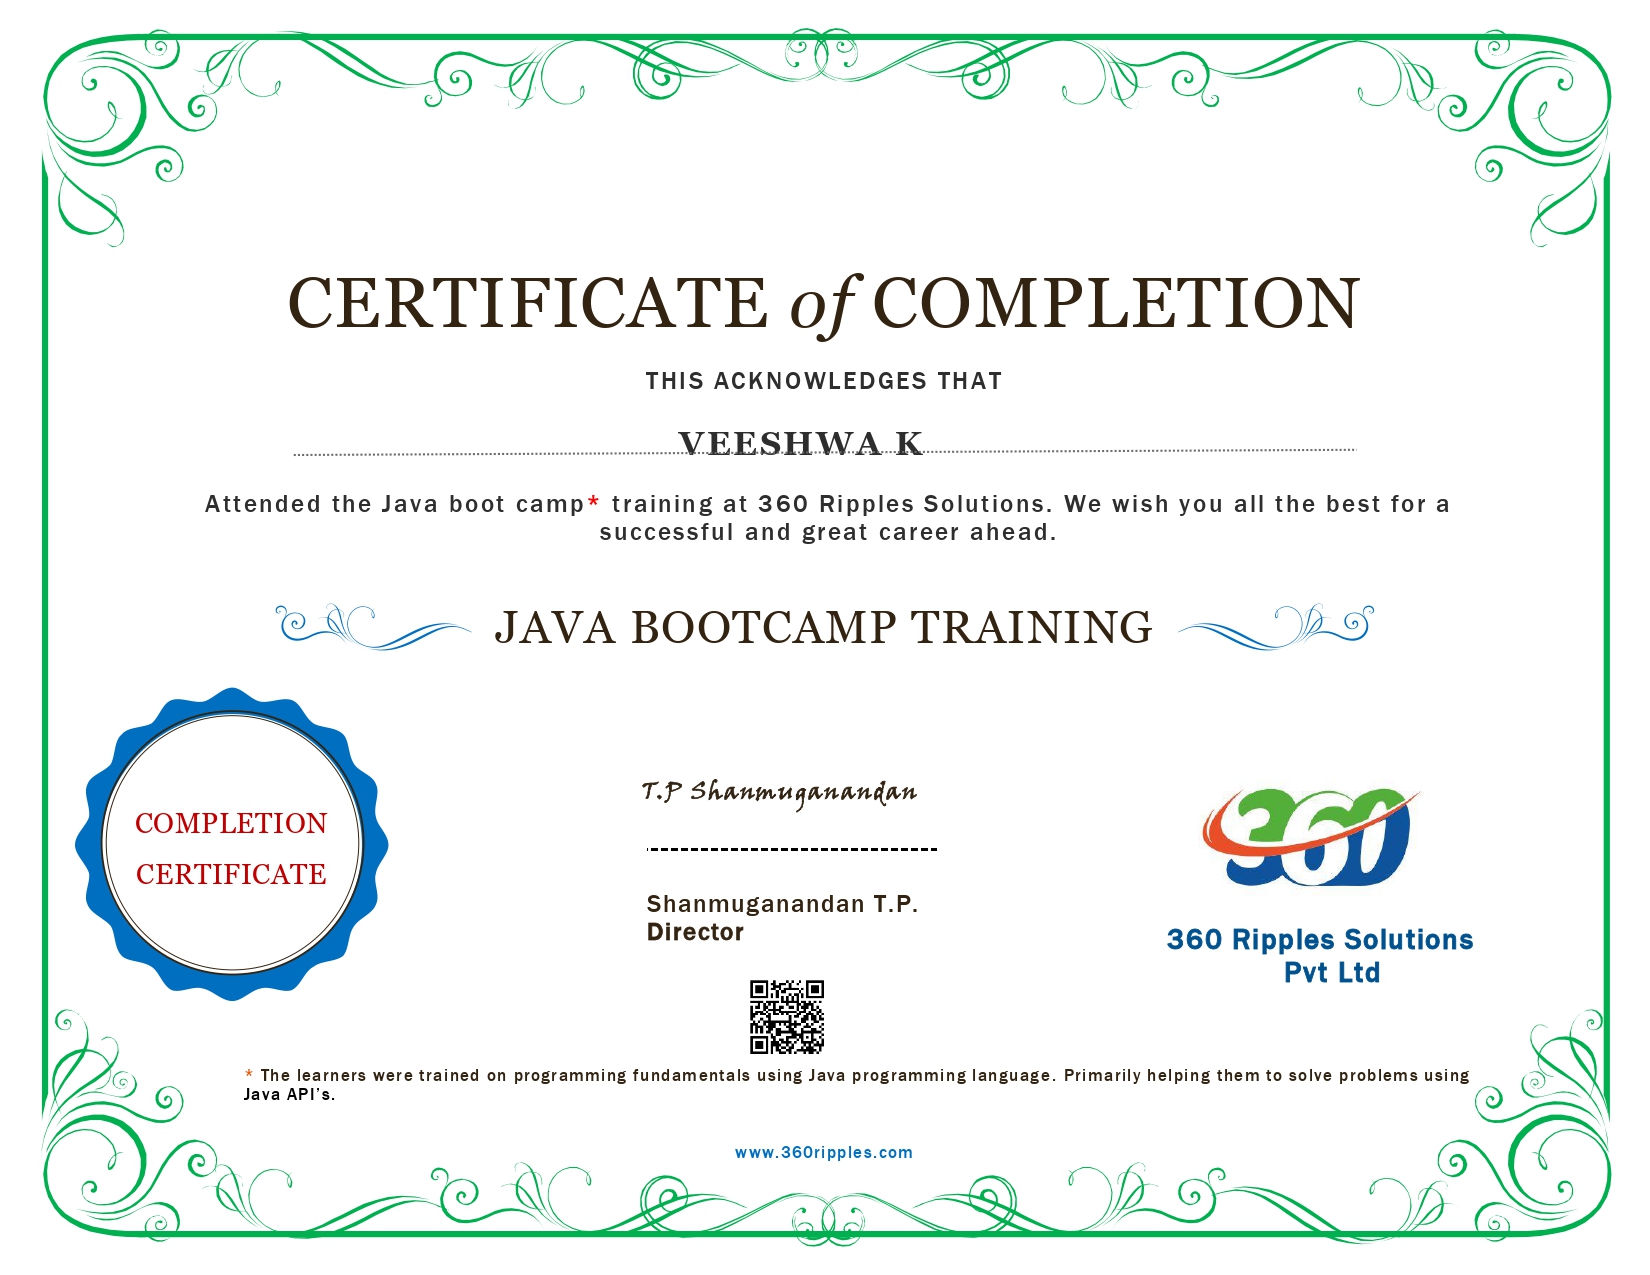 CERTIFICATE of COMPLETION
THIS ACKNOWLEDGES THAT
VEESHWA K
Attended the Java boot camp* training at 360 Ripples Solutions. We wish you all the best for a
successful and great career ahead.
JAVA BOOTCAMP TRAINING
COMPLETION
CERTIFICATE
T.P Shanmuganandan
Shanmuganandan T.P.
Director
360
360 Ripples Solutions
Pvt Ltd
* The learners were trained on programming fundamentals using Java programming language. Primarily helping them to solve problems using
Java API's.
www.360ripples.com